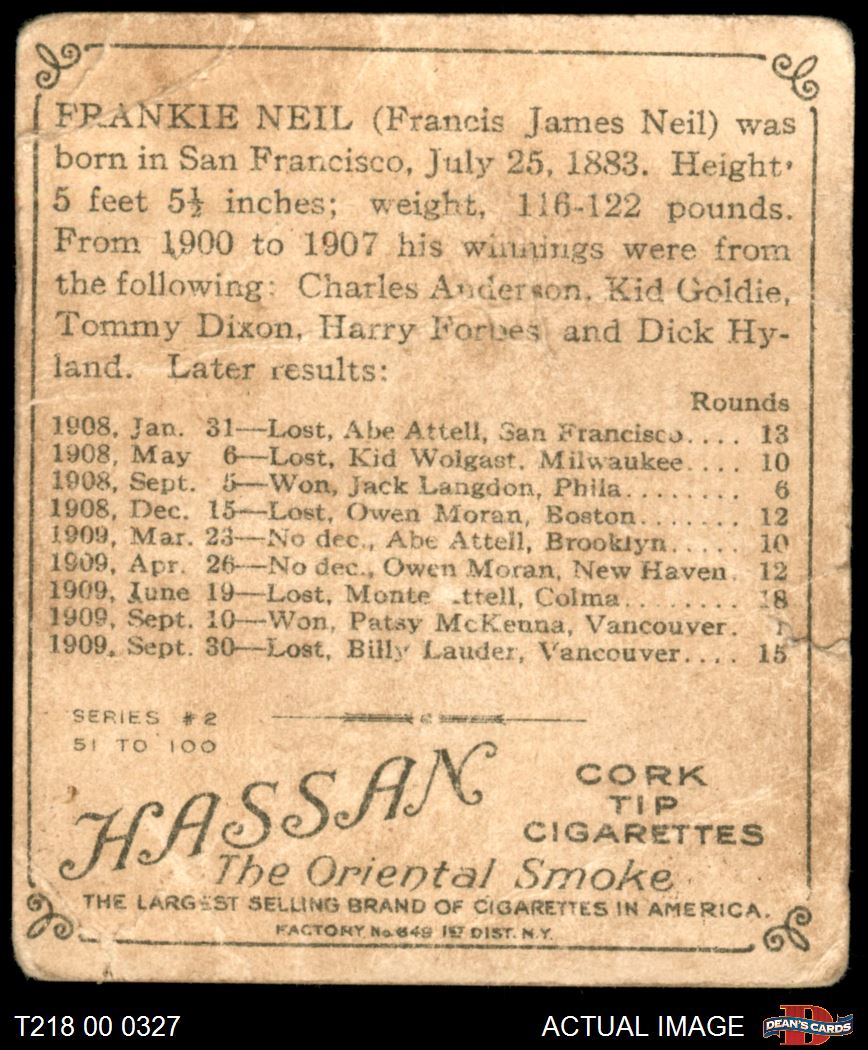 FRANKIE NEIL (Francis James Neil) was
born in San Francisco, July 25, 1883. Height,
5 feet 5½ inches; weight, 116-122 pounds.
From 1900 to 1907 his winnings were from
the following: Charles Anderson, Kid Goldie,
Tommy Dixon, Harry Forbes and Dick Hy-
land. Later results:
Rounds
1908, Jan. 31—Lost, Abe Attell, San Francisco.... 13
1908, May 6—Lost, Kid Wolgast, Milwaukee.... 10
1908, Sept. 5—Won, Jack Langdon, Phila........ 6
1908, Dec. 15—Lost, Owen Moran, Boston....... 12
1909, Mar. 23—No dec., Abe Attell, Brooklyn..... 10
1909, Apr. 26—No dec., Owen Moran, New Haven. 12
1909, June 19—Lost, Monte Attell, Colma........ 18
1909, Sept. 10—Won, Patsy McKenna, Vancouver.
1909, Sept. 30—Lost, Billy Lauder, Vancouver.... 15
SERIES #2
51 TO 100
HASSAN
CORK
TIP
CIGARETTES
The Oriental Smoke
THE LARGEST SELLING BRAND OF CIGARETTES IN AMERICA.
FACTORY No. 649 1ST DIST. N.Y.
T218 00 0327
ACTUAL IMAGE
DEAN'S CARDS